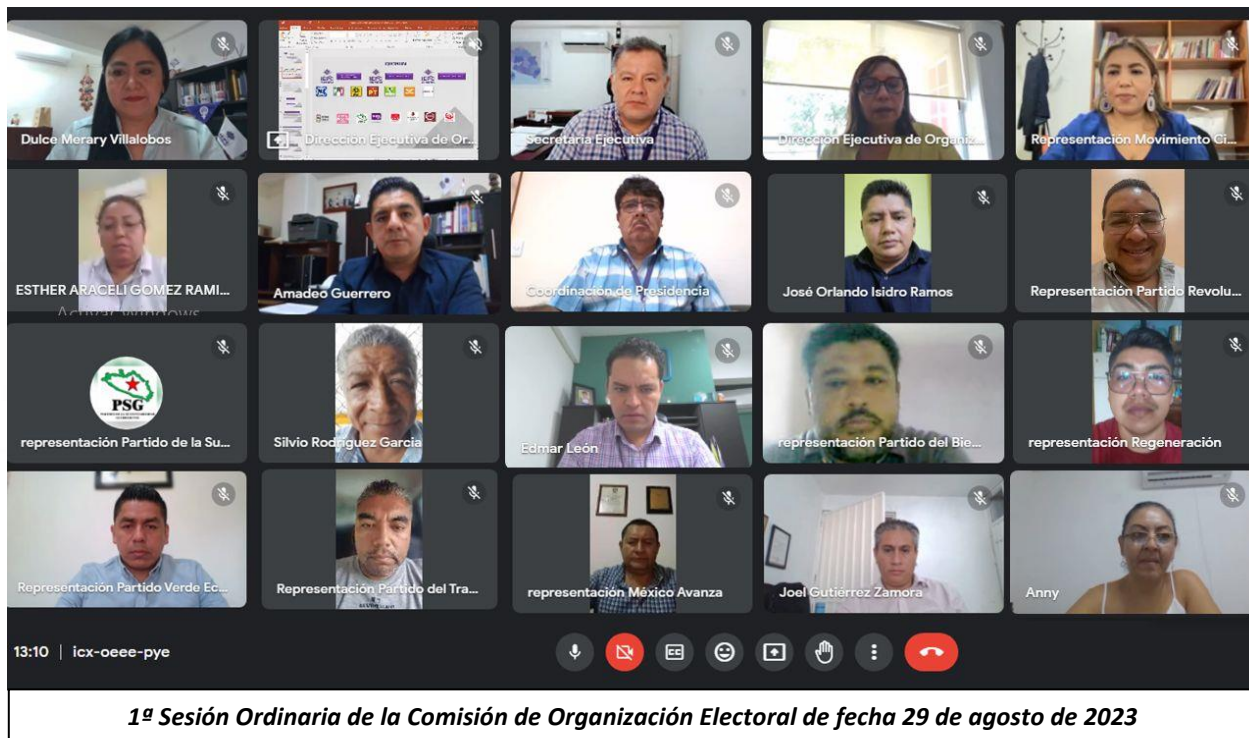 Dulce Merary Villalobos
Dirección Ejecutiva de Or...
Secretaria Ejecutiva
Dirección Ejecutiva de Organiz...
Representación Movimiento Ci...
ESTHER ARACELI GOMEZ RAMI...
Activar Windows
Amadeo Guerrero
Coordinación de Presidencia
José Orlando Isidro Ramos
Representación Partido Revolu...
PSG
representación Partido de la Su...
Silvio Rodriguez Garcia
Edmar León
representación Partido del Bie...
representación Regeneración
Representación Partido Verde Ec...
Representación Partido del Tra...
representación México Avanza
Joel Gutiérrez Zamora
Anny
13:10 | icx-oeee-pye
CC
1ª Sesión Ordinaria de la Comisión de Organización Electoral de fecha 29 de agosto de 2023